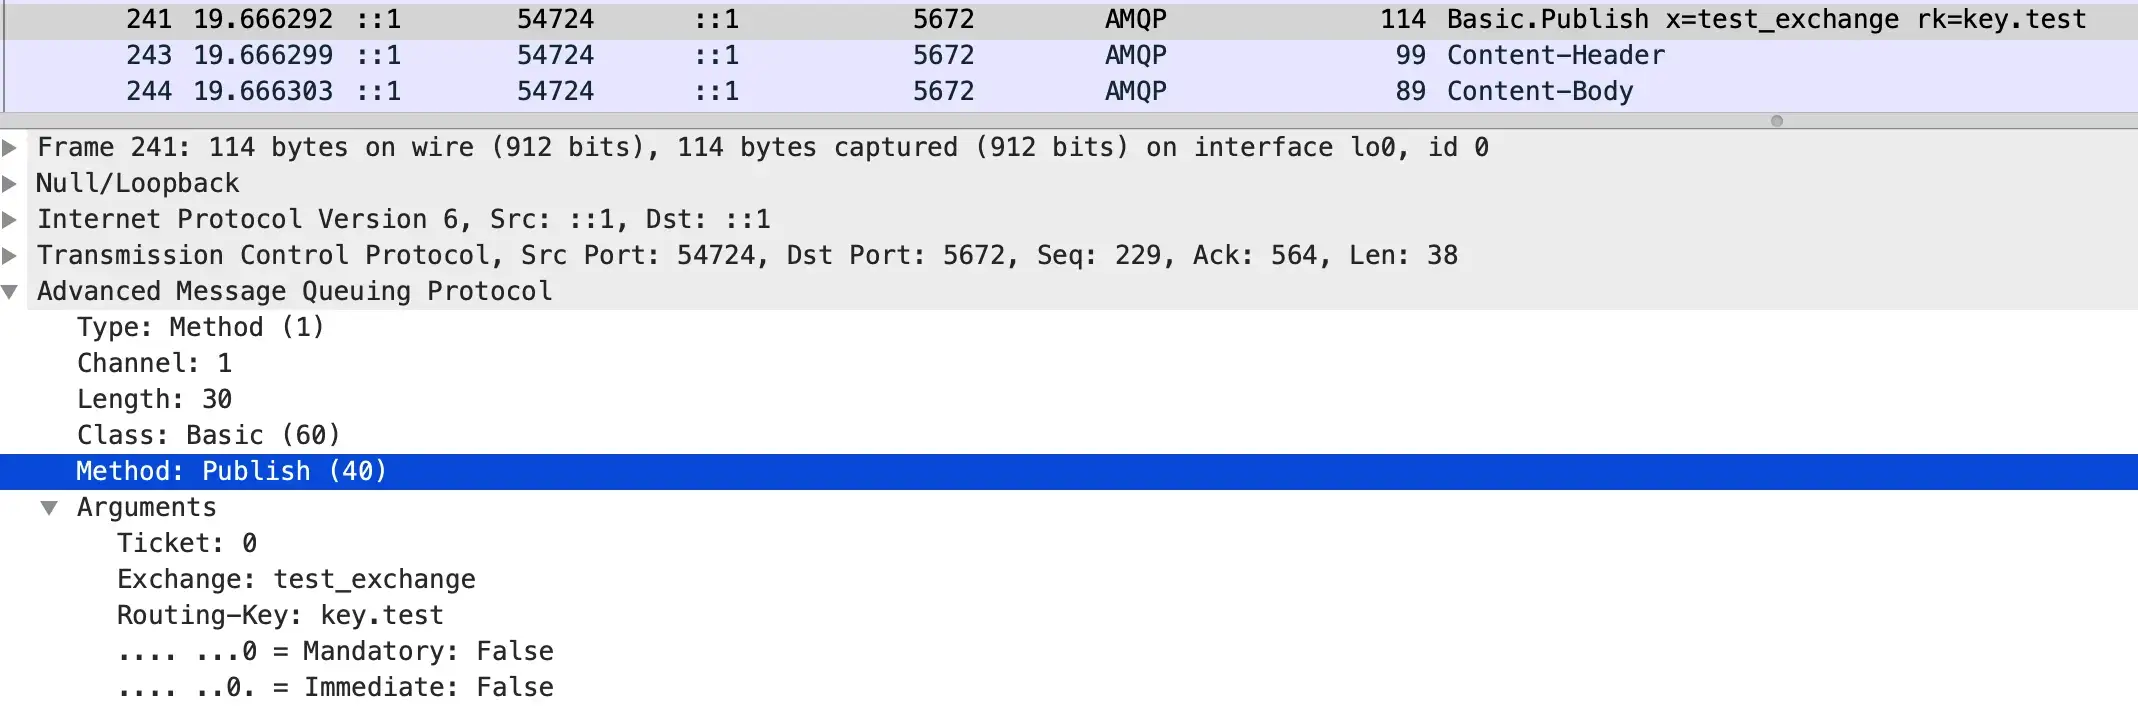 241 19.666292 ::1 54724 ::1 5672 AMQP 114 Basic.Publish x=test_exchange rk=key.test
243 19.666299 ::1 54724 ::1 5672 AMQP 99 Content-Header
244 19.666303 ::1 54724 ::1 5672 AMQP 89 Content-Body
Frame 241: 114 bytes on wire (912 bits), 114 bytes captured (912 bits) on interface lo0, id 0
Null/Loopback
Internet Protocol Version 6, Src: ::1, Dst: ::1
Transmission Control Protocol, Src Port: 54724, Dst Port: 5672, Seq: 229, Ack: 564, Len: 38
Advanced Message Queuing Protocol
Type: Method (1)
Channel: 1
Length: 30
Class: Basic (60)
Method: Publish (40)
Arguments
Ticket: 0
Exchange: test_exchange
Routing-Key: key.test
.... ...0 = Mandatory: False
.... ..0. = Immediate: False